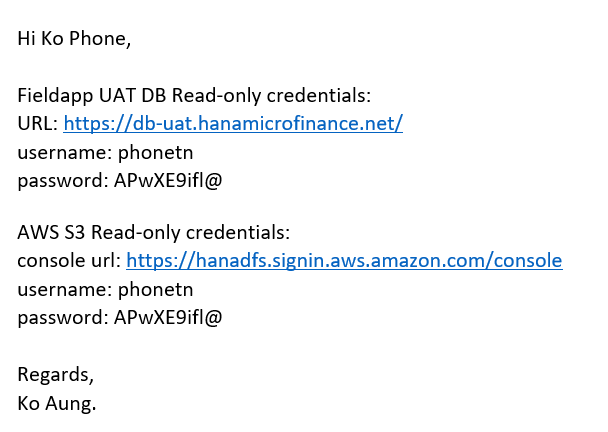 Hi Ko Phone,
Fieldapp UAT DB Read-only credentials:
URL: https://db-uat.hanamicrofinance.net/
username: phonetn
password: APwXE9ifl@
AWS S3 Read-only credentials:
console url: https://hanadfs.signin.aws.amazon.com/console
username: phonetn
password: APwXE9ifl@
Regards,
Ko Aung.